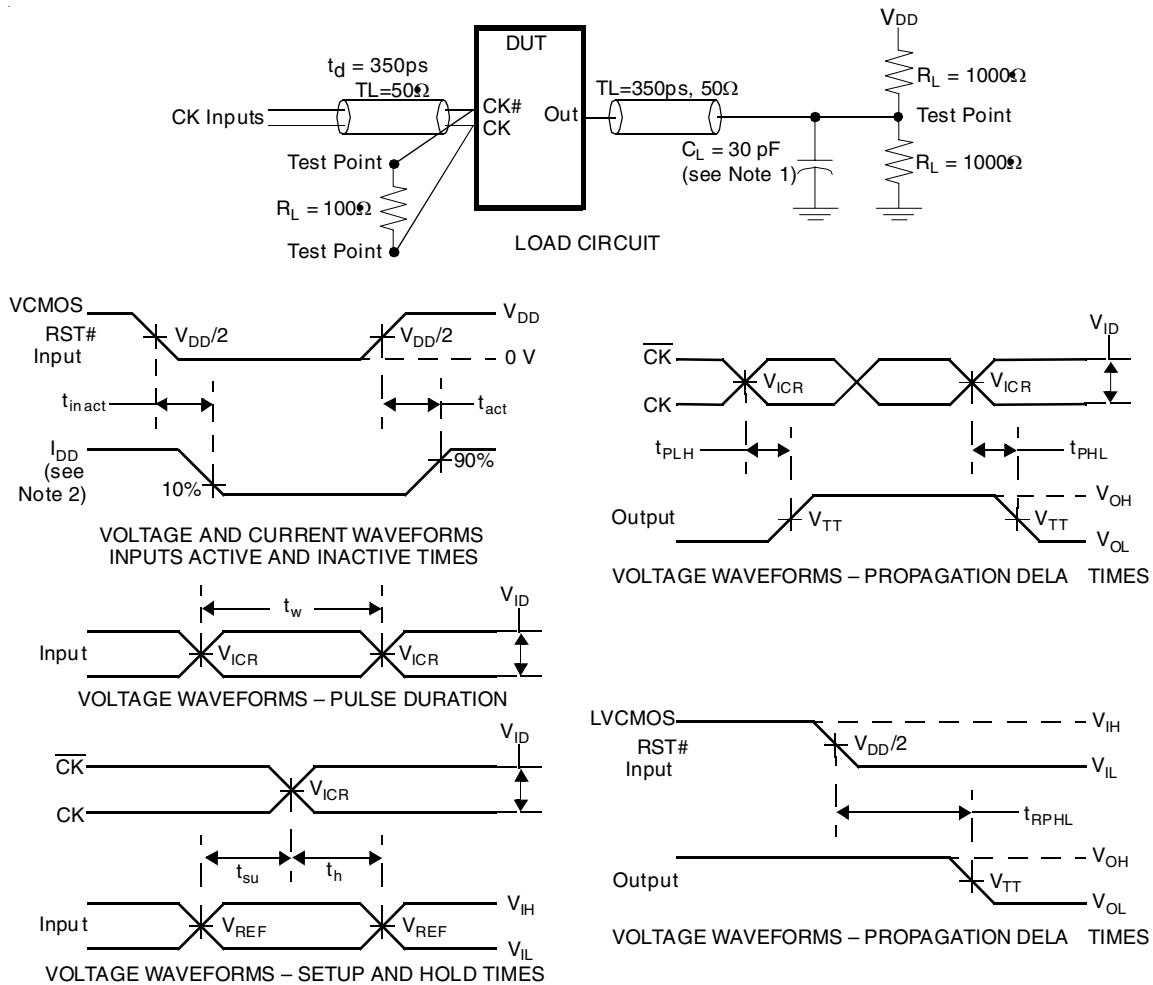 V_DD
DUT
t_d = 350ps
TL=50Ω
CK Inputs
CK#
CK
Out
TL=350ps, 50Ω
R_L = 1000Ω
Test Point
C_L = 30 pF
(see Note 1)
R_L = 1000Ω
Test Point
R_L = 100Ω
Test Point
LOAD CIRCUIT
VCMOS
RST#
Input
V_DD/2
V_DD/2
V_DD
0 V
t_inact
t_act
I_DD
(see
Note 2)
10%
90%
VOLTAGE AND CURRENT WAVEFORMS
INPUTS ACTIVE AND INACTIVE TIMES
t_w
V_ID
Input
V_ICR
V_ICR
VOLTAGE WAVEFORMS – PULSE DURATION
V_ID
C̅K̅
CK
V_ICR
t_su
t_h
Input
V_REF
V_REF
V_IH
V_IL
VOLTAGE WAVEFORMS – SETUP AND HOLD TIMES
V_ID
C̅K̅
CK
V_ICR
V_ICR
t_PLH
t_PHL
Output
V_TT
V_TT
V_OH
V_OL
VOLTAGE WAVEFORMS – PROPAGATION DELA TIMES
LVCMOS
RST#
Input
V_DD/2
V_IH
V_IL
t_RPHL
Output
V_TT
V_OH
V_OL
VOLTAGE WAVEFORMS – PROPAGATION DELA TIMES